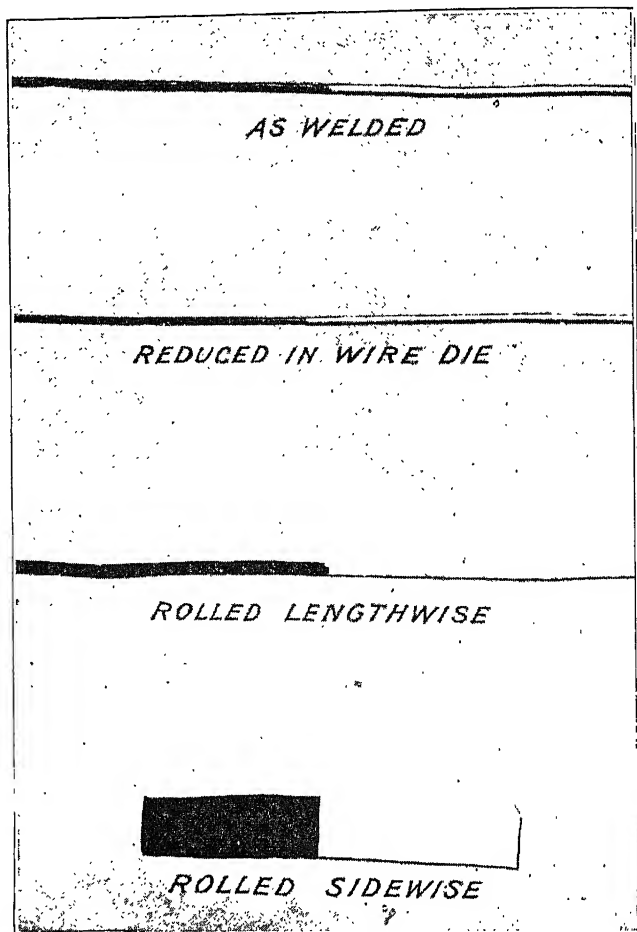 AS WELDED
REDUCED IN WIRE DIE
ROLLED LENGTHWISE
ROLLED SIDEWISE